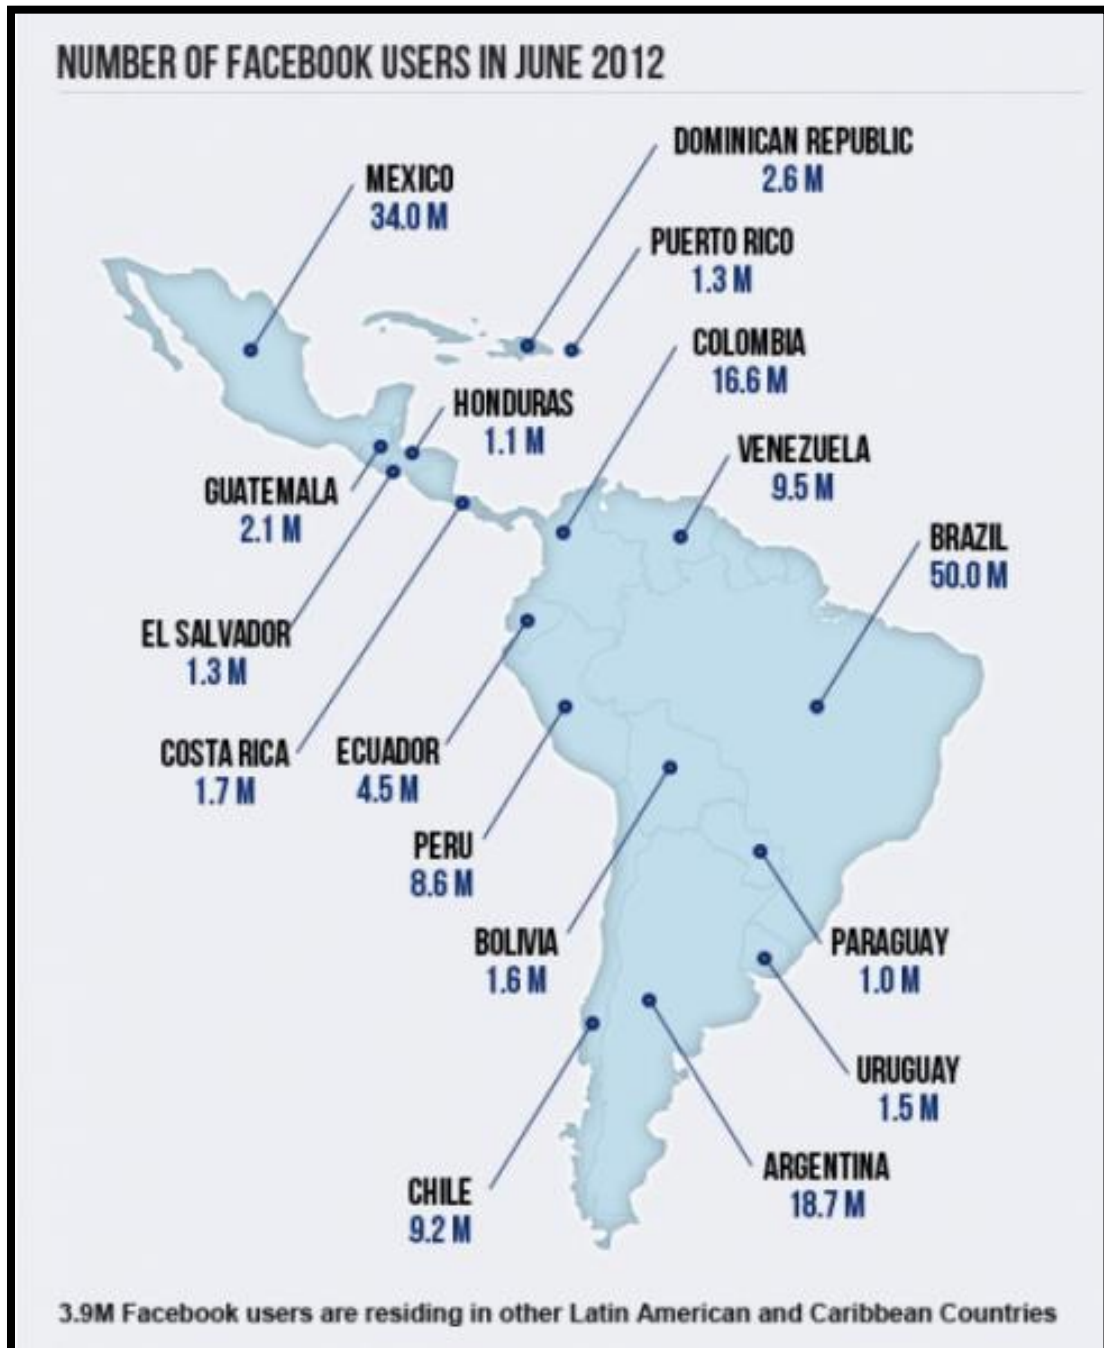 NUMBER OF FACEBOOK USERS IN JUNE 2012
DOMINICAN REPUBLIC
2.6 M
MEXICO
34.0 M
PUERTO RICO
1.3 M
COLOMBIA
16.6 M
HONDURAS
1.1 M
VENEZUELA
9.5 M
GUATEMALA
2.1 M
BRAZIL
50.0 M
EL SALVADOR
1.3 M
COSTA RICA
1.7 M
ECUADOR
4.5 M
PERU
8.6 M
BOLIVIA
1.6 M
PARAGUAY
1.0 M
URUGUAY
1.5 M
ARGENTINA
18.7 M
CHILE
9.2 M
3.9M Facebook users are residing in other Latin American and Caribbean Countries